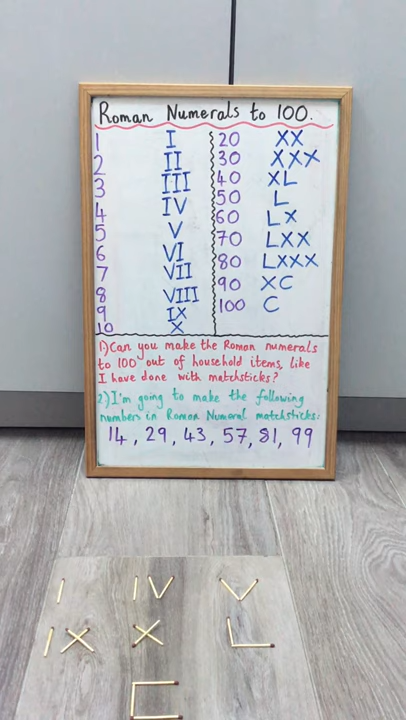 Roman Numerals to 100.
1 I 20 XX
2 II 30 XXX
3 III 40 XL
4 IV 50 L
5 V 60 LX
6 VI 70 LXX
7 VII 80 LXXX
8 VIII 90 XC
9 IX 100 C
10 X
1) Can you make the Roman numerals
to 100 out of household items, like
I have done with matchsticks?
2) I'm going to make the following
numbers in Roman Numeral matchsticks:
14, 29, 43, 57, 81, 99
I IV V
IX X L
C